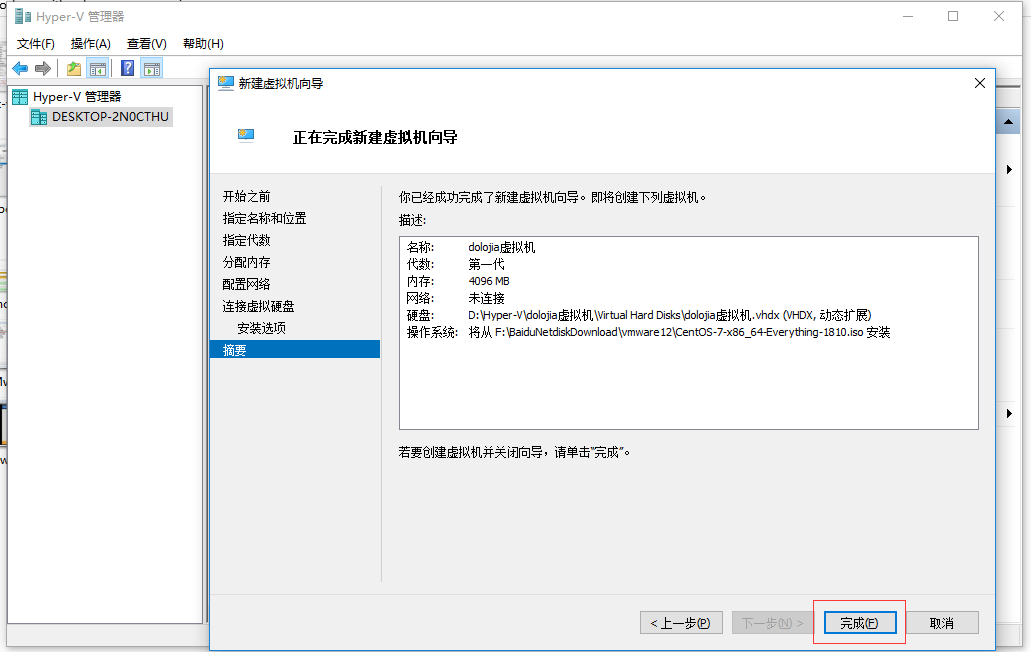 Hyper-V 管理器
文件(F) 操作(A) 查看(V) 帮助(H)
Hyper-V 管理器
DESKTOP-2N0CTHU
新建虚拟机向导
正在完成新建虚拟机向导
开始之前
指定名称和位置
指定代数
分配内存
配置网络
连接虚拟硬盘
安装选项
摘要
你已经成功完成了新建虚拟机向导。即将创建下列虚拟机。
描述:
名称: dolojia虚拟机
代数: 第一代
内存: 4096 MB
网络: 未连接
硬盘: D:\Hyper-V\dolojia虚拟机\Virtual Hard Disks\dolojia虚拟机.vhdx (VHDX, 动态扩展)
操作系统: 将从 F:\BaiduNetdiskDownload\vmware12\CentOS-7-x86_64-Everything-1810.iso 安装
若要创建虚拟机并关闭向导，请单击"完成"。
< 上一步(P) 下一步(N) > 完成(F) 取消